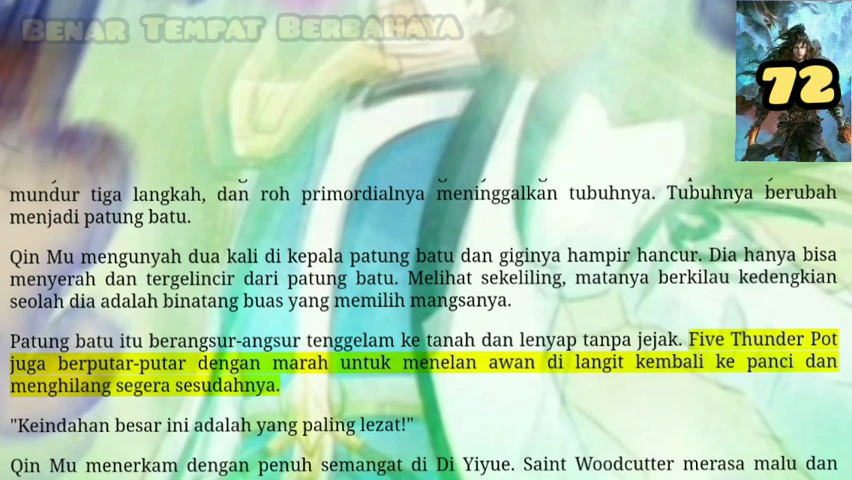 Benar Tempat Berbahaya
72
mundur tiga langkah, dan roh primordialnya meninggalkan tubuhnya. Tubuhnya berubah
menjadi patung batu.
Qin Mu mengunyah dua kali di kepala patung batu dan giginya hampir hancur. Dia hanya bisa
menyerah dan tergelincir dari patung batu. Melihat sekeliling, matanya berkilau kedengkian
seolah dia adalah binatang buas yang memilih mangsanya.
Patung batu itu berangsur-angsur tenggelam ke tanah dan lenyap tanpa jejak. Five Thunder Pot
juga berputar-putar dengan marah untuk menelan awan di langit kembali ke panci dan
menghilang segera sesudahnya.
"Keindahan besar ini adalah yang paling lezat!"
Qin Mu menerkam dengan penuh semangat di Di Yiyue. Saint Woodcutter merasa malu dan